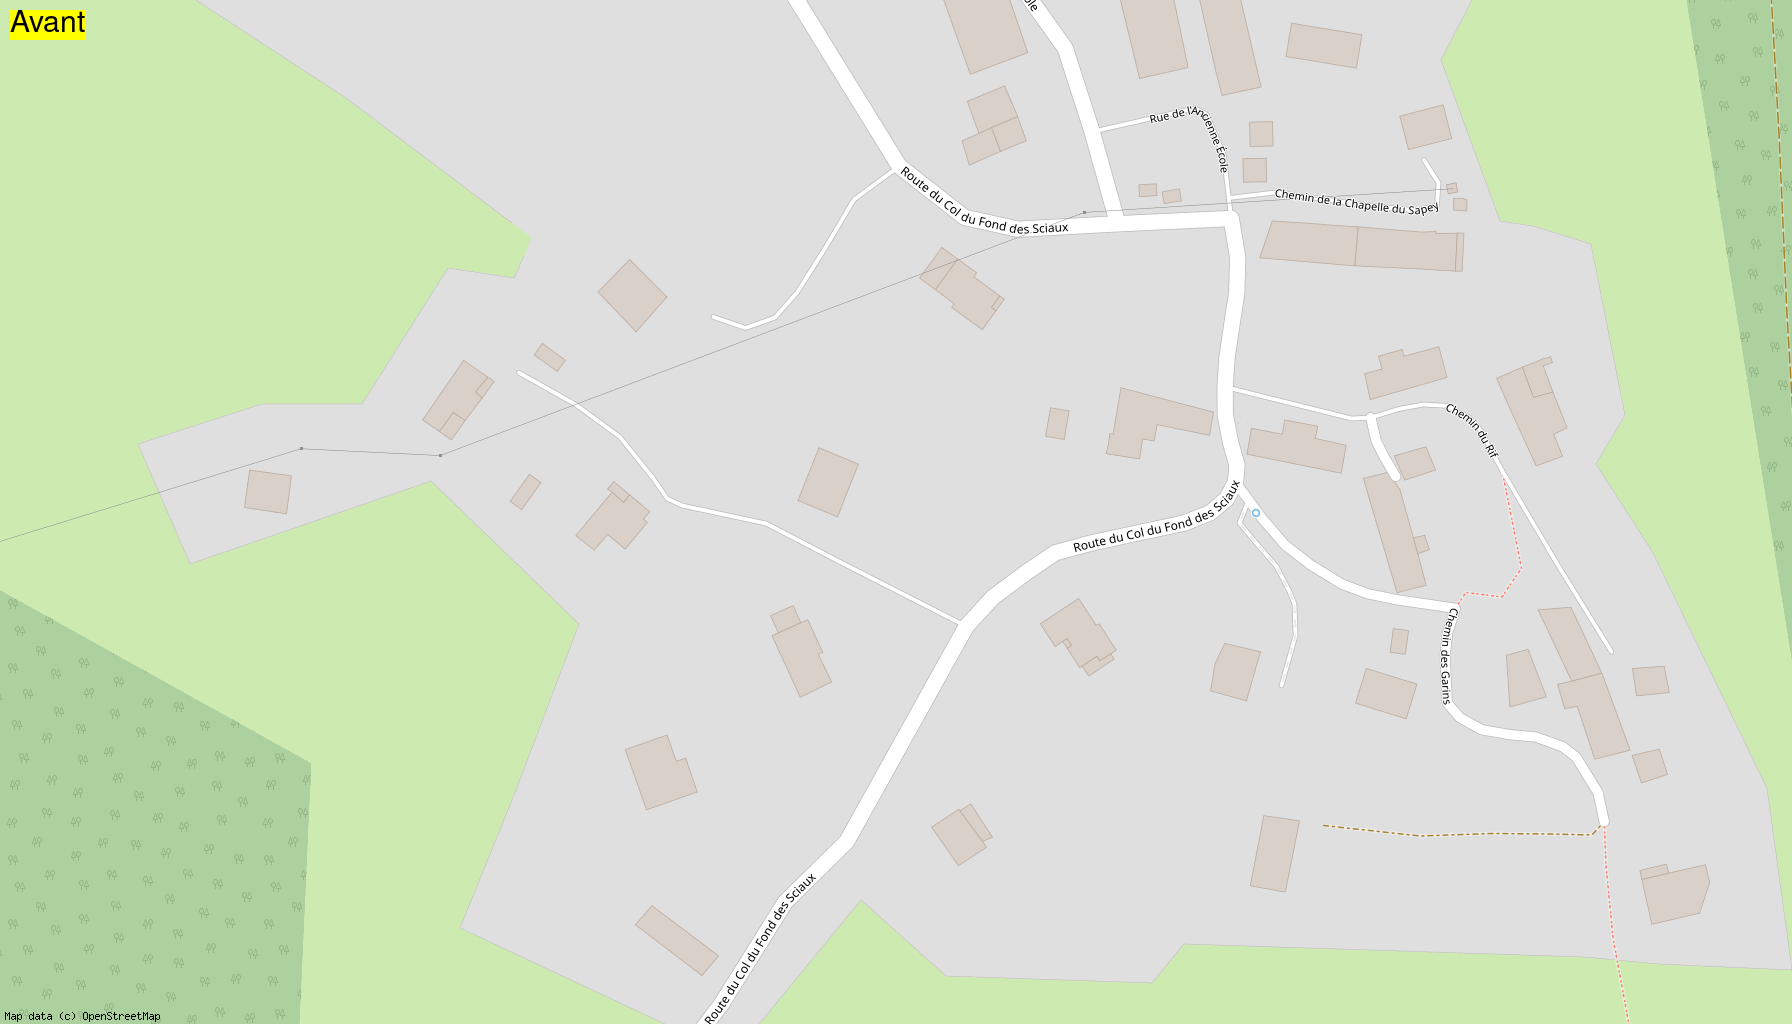 Avant
ole
Rue de l'Ancienne École
Route du Col du Fond des Sciaux
Chemin de la Chapelle du Sapey
Chemin du Rif
Route du Col du Fond des Sciaux
Chemin des Garins
Route du Col du Fond des Sciaux
Map data (c) OpenStreetMap